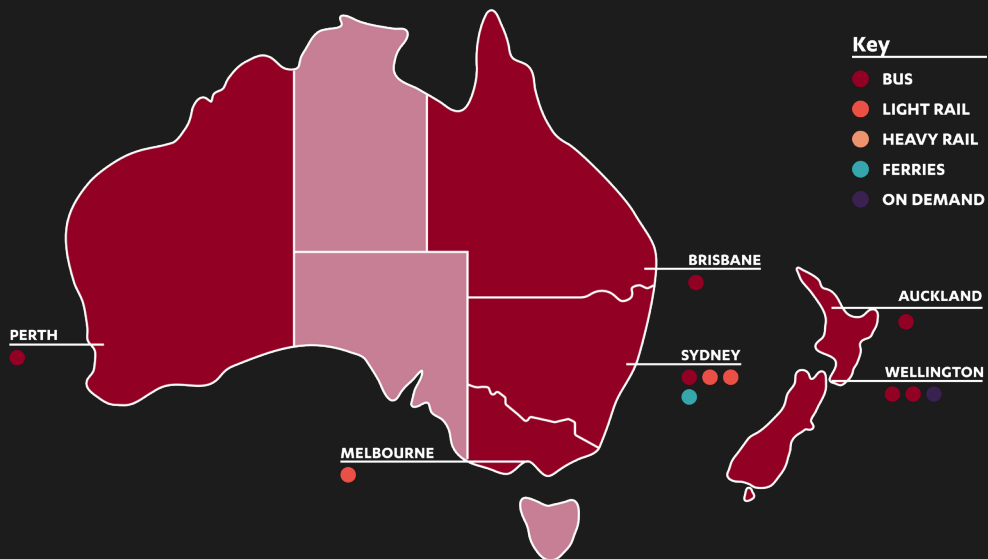 Key
BUS
LIGHT RAIL
HEAVY RAIL
FERRIES
ON DEMAND
BRISBANE
AUCKLAND
PERTH
SYDNEY
WELLINGTON
MELBOURNE